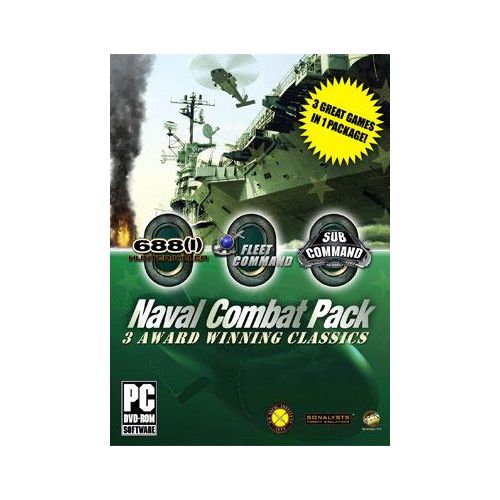 3 GREAT GAMES
IN 1 PACKAGE!
688(I)
HUNTER/KILLER
FLEET
COMMAND
SUB
COMMAND
Naval Combat Pack
3 AWARD WINNING CLASSICS
PC
DVD-ROM
SOFTWARE
SONALYSTS
COMBAT SIMULATIONS